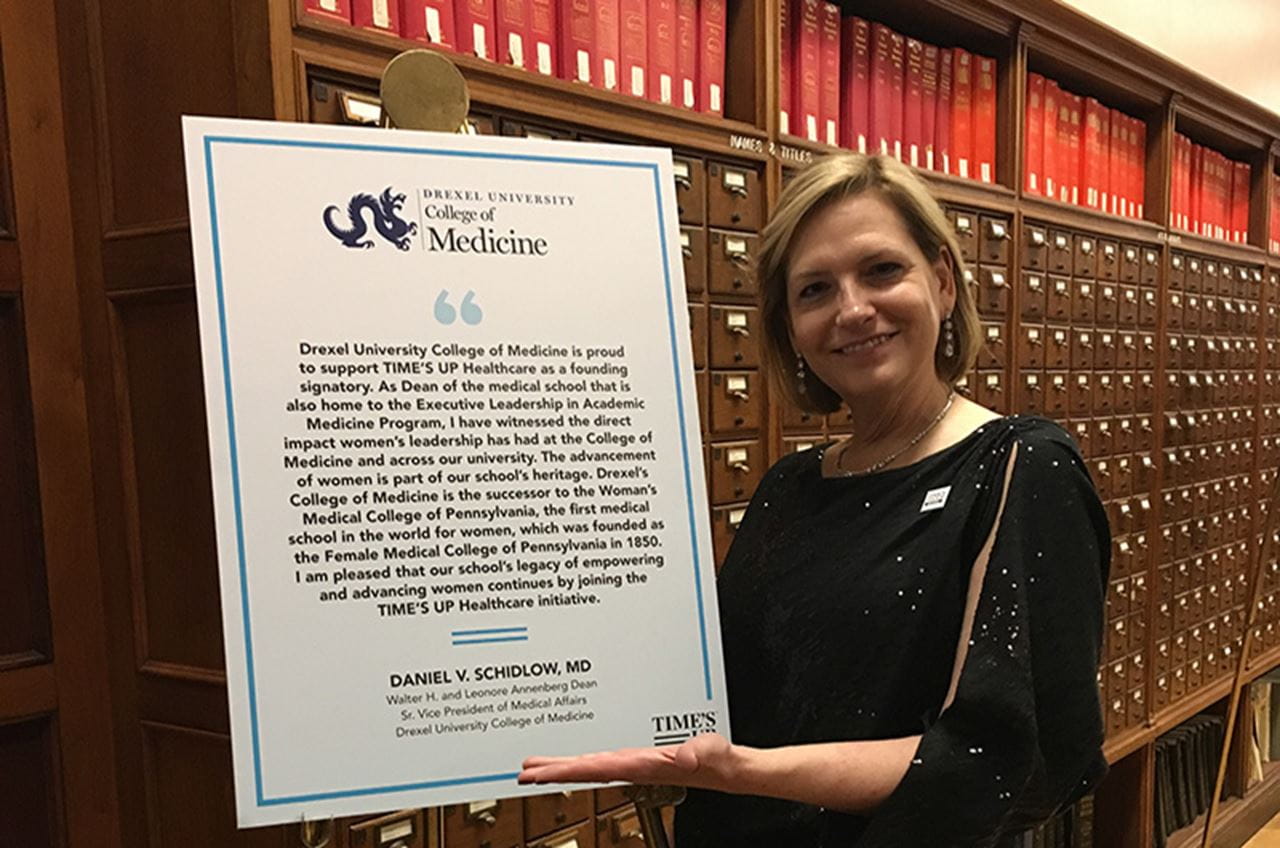 NAMES & TITLES
DREXEL UNIVERSITY
College of
Medicine
“
Drexel University College of Medicine is proud
to support TIME'S UP Healthcare as a founding
signatory. As Dean of the medical school that is
also home to the Executive Leadership in Academic
Medicine Program, I have witnessed the direct
impact women's leadership has had at the College of
Medicine and across our university. The advancement
of women is part of our school's heritage. Drexel's
College of Medicine is the successor to the Woman's
Medical College of Pennsylvania, the first medical
school in the world for women, which was founded as
the Female Medical College of Pennsylvania in 1850.
I am pleased that our school's legacy of empowering
and advancing women continues by joining the
TIME'S UP Healthcare initiative.
DANIEL V. SCHIDLOW, MD
Walter H. and Leonore Annenberg Dean
Sr. Vice President of Medical Affairs
Drexel University College of Medicine
TIME'S
UP